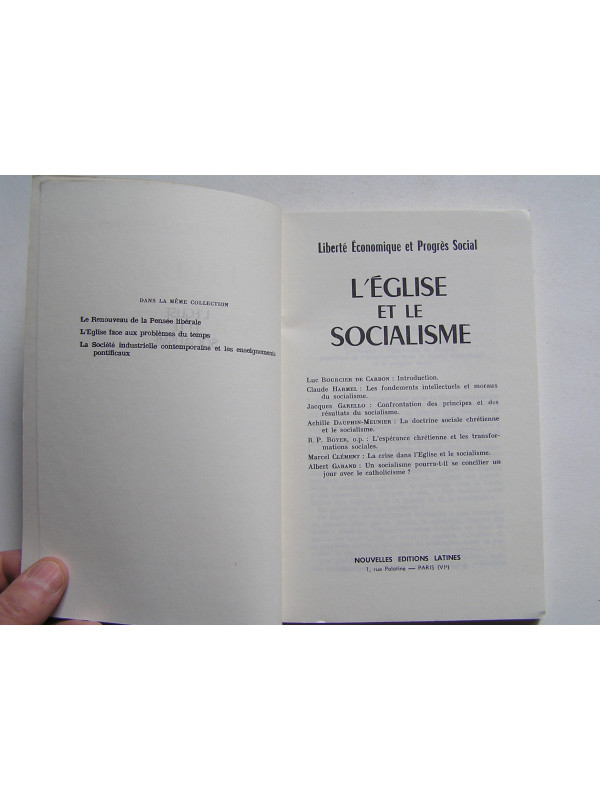 DANS LA MÊME COLLECTION
Le Renouveau de la Pensée libérale
L'Eglise face aux problèmes du temps
La Société industrielle contemporaine et les enseignements
pontificaux
Liberté Économique et Progrès Social
L'ÉGLISE
ET LE
SOCIALISME
Luc BOURCIER DE CARBON : Introduction.
Claude HARMEL : Les fondements intellectuels et moraux
du socialisme.
Jacques GARELLO : Confrontation des principes et des
résultats du socialisme.
Achille DAUPHIN-MEUNIER : La doctrine sociale chrétienne
et le socialisme.
R. P. BOYER, o.p. : L'espérance chrétienne et les transfor-
mations sociales.
Marcel CLÉMENT : La crise dans l'Eglise et le socialisme.
Albert GARAND : Un socialisme pourra-t-il se concilier un
jour avec le catholicisme ?
NOUVELLES EDITIONS LATINES
1, rue Palatine — PARIS (VIe)